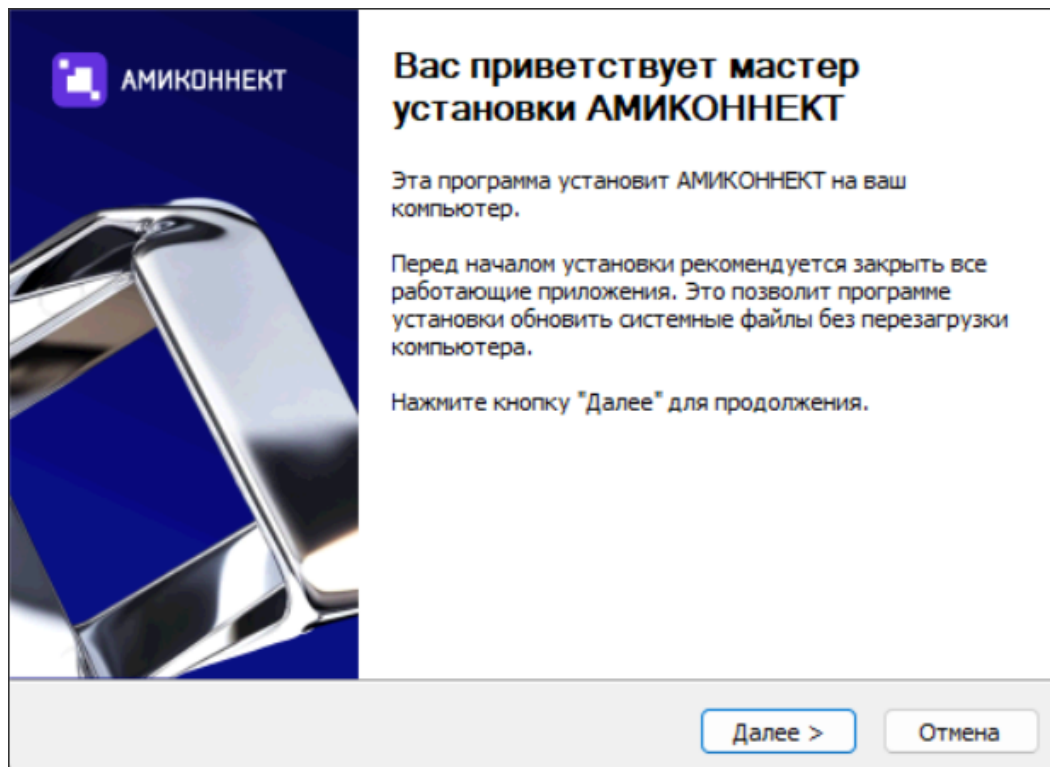 АМИКОННЕКТ
Вас приветствует мастер
установки АМИКОННЕКТ
Эта программа установит АМИКОННЕКТ на ваш
компьютер.
Перед началом установки рекомендуется закрыть все
работающие приложения. Это позволит программе
установки обновить системные файлы без перезагрузки
компьютера.
Нажмите кнопку "Далее" для продолжения.
Далее >
Отмена